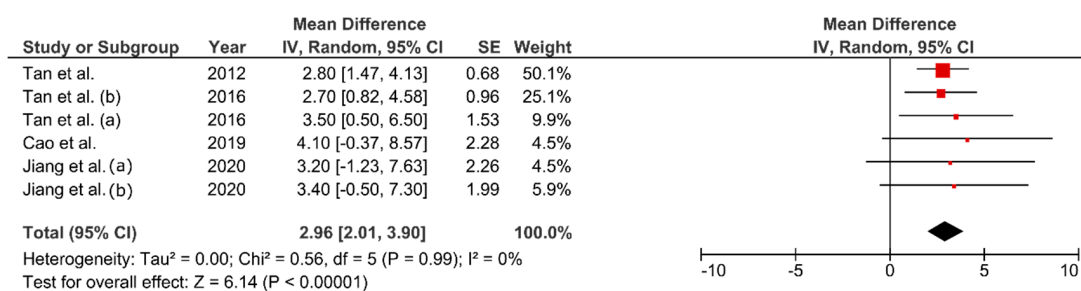 Mean Difference Mean Difference
Study or Subgroup Year IV, Random, 95% CI SE Weight IV, Random, 95% CI
Tan et al. 2012 2.80 [1.47, 4.13] 0.68 50.1%
Tan et al. (b) 2016 2.70 [0.82, 4.58] 0.96 25.1%
Tan et al. (a) 2016 3.50 [0.50, 6.50] 1.53 9.9%
Cao et al. 2019 4.10 [-0.37, 8.57] 2.28 4.5%
Jiang et al. (a) 2020 3.20 [-1.23, 7.63] 2.26 4.5%
Jiang et al. (b) 2020 3.40 [-0.50, 7.30] 1.99 5.9%
Total (95% CI) 2.96 [2.01, 3.90] 100.0%
Heterogeneity: Tau² = 0.00; Chi² = 0.56, df = 5 (P = 0.99); I² = 0%
Test for overall effect: Z = 6.14 (P < 0.00001)
-10 -5 0 5 10